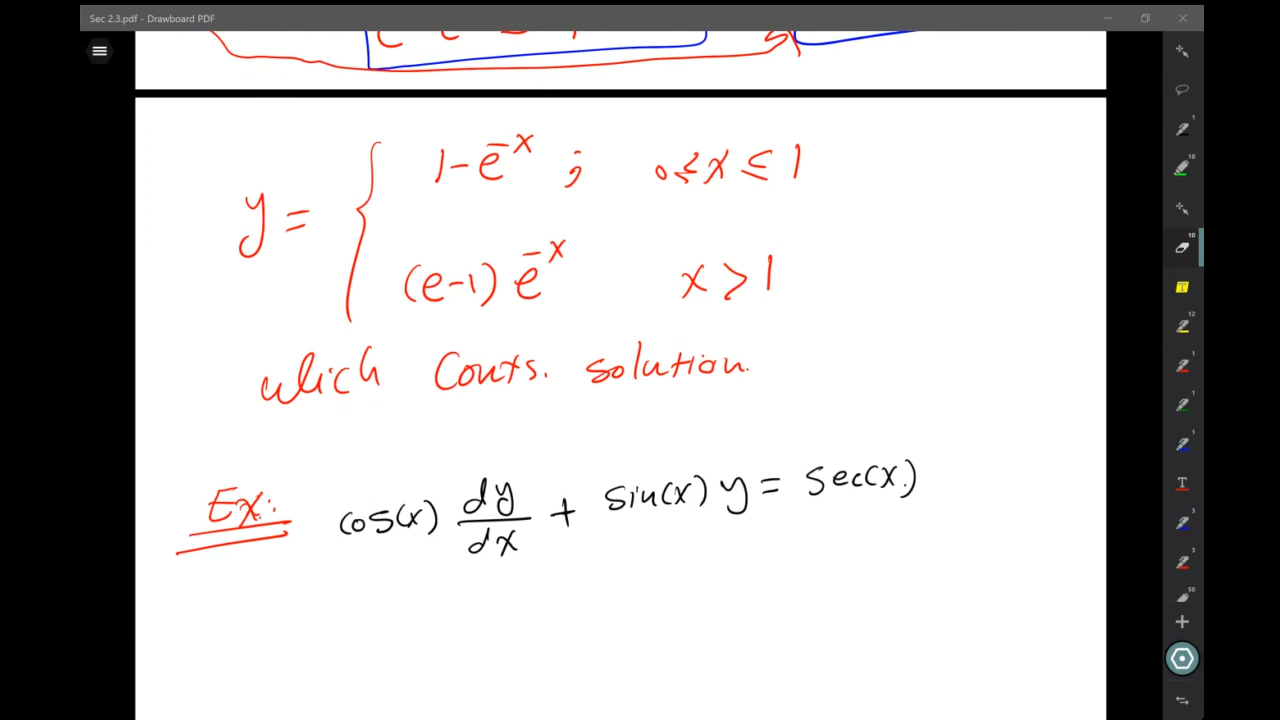 Sec 2.3.pdf - Drawboard PDF
y = { 1 - e^-x ; 0 ≤ x ≤ 1
(e-1) e^-x x > 1
which Conts. solution.
Ex: cos(x) dy/dx + sin(x) y = sec(x)